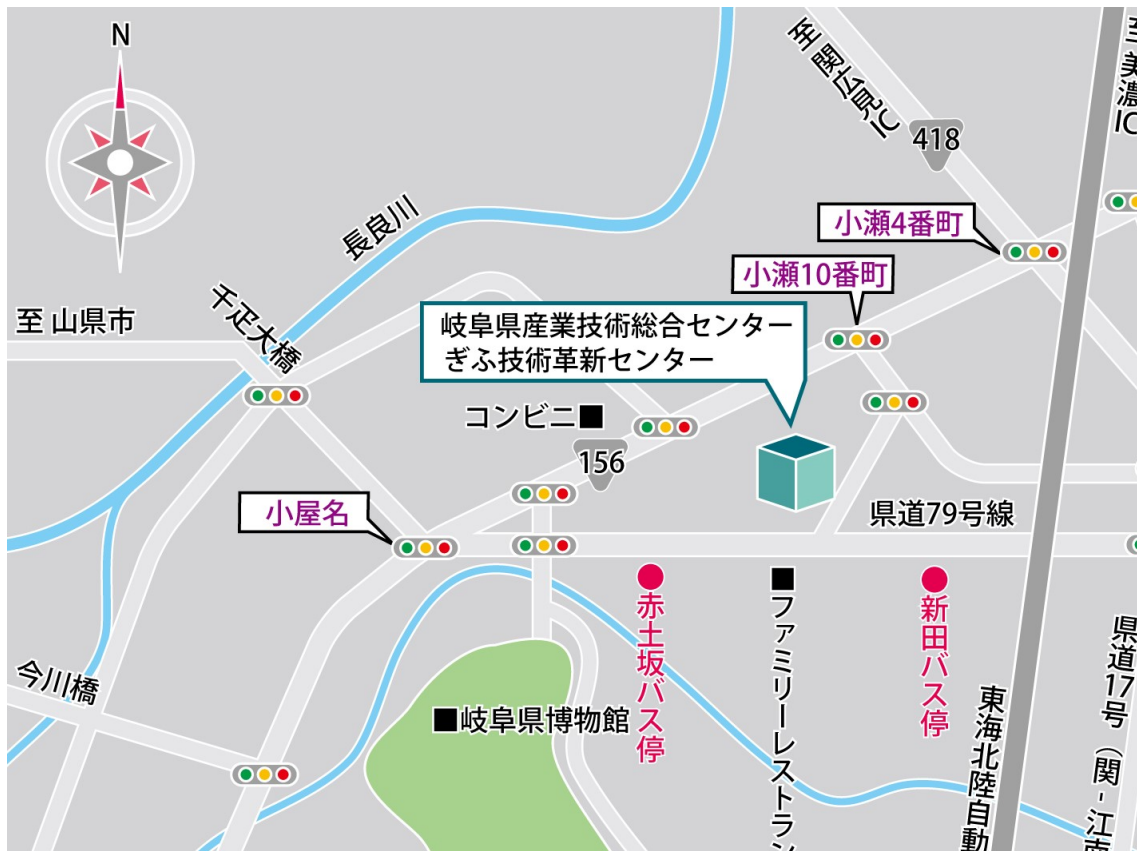 N
至 関広見IC
至 美濃IC
418
長良川
小瀬4番町
小瀬10番町
千疋大橋
至 山県市
岐阜県産業技術総合センター
ぎふ技術革新センター
コンビニ
156
小屋名
県道79号線
赤土坂バス停
ファミリーレストラン
新田バス停
県道17号(関-江南
今川橋
岐阜県博物館
東海北陸自動